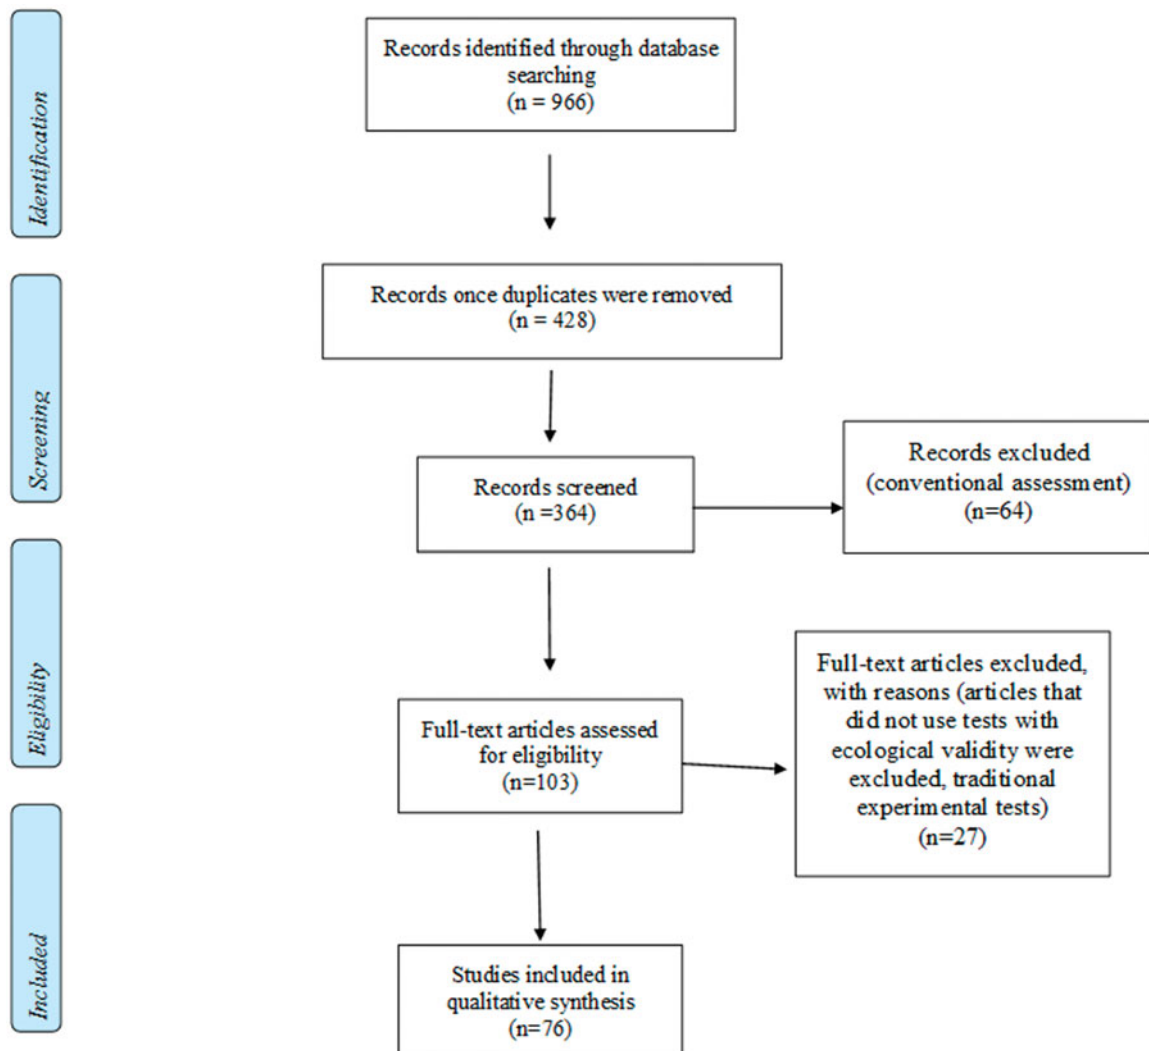 Identification
Records identified through database
searching
(n = 966)
Screening
Records once duplicates were removed
(n = 428)
Records screened
(n =364)
Records excluded
(conventional assessment)
(n=64)
Eligibility
Full-text articles assessed
for eligibility
(n=103)
Full-text articles excluded,
with reasons (articles that
did not use tests with
ecological validity were
excluded, traditional
experimental tests)
(n=27)
Included
Studies included in
qualitative synthesis
(n=76)